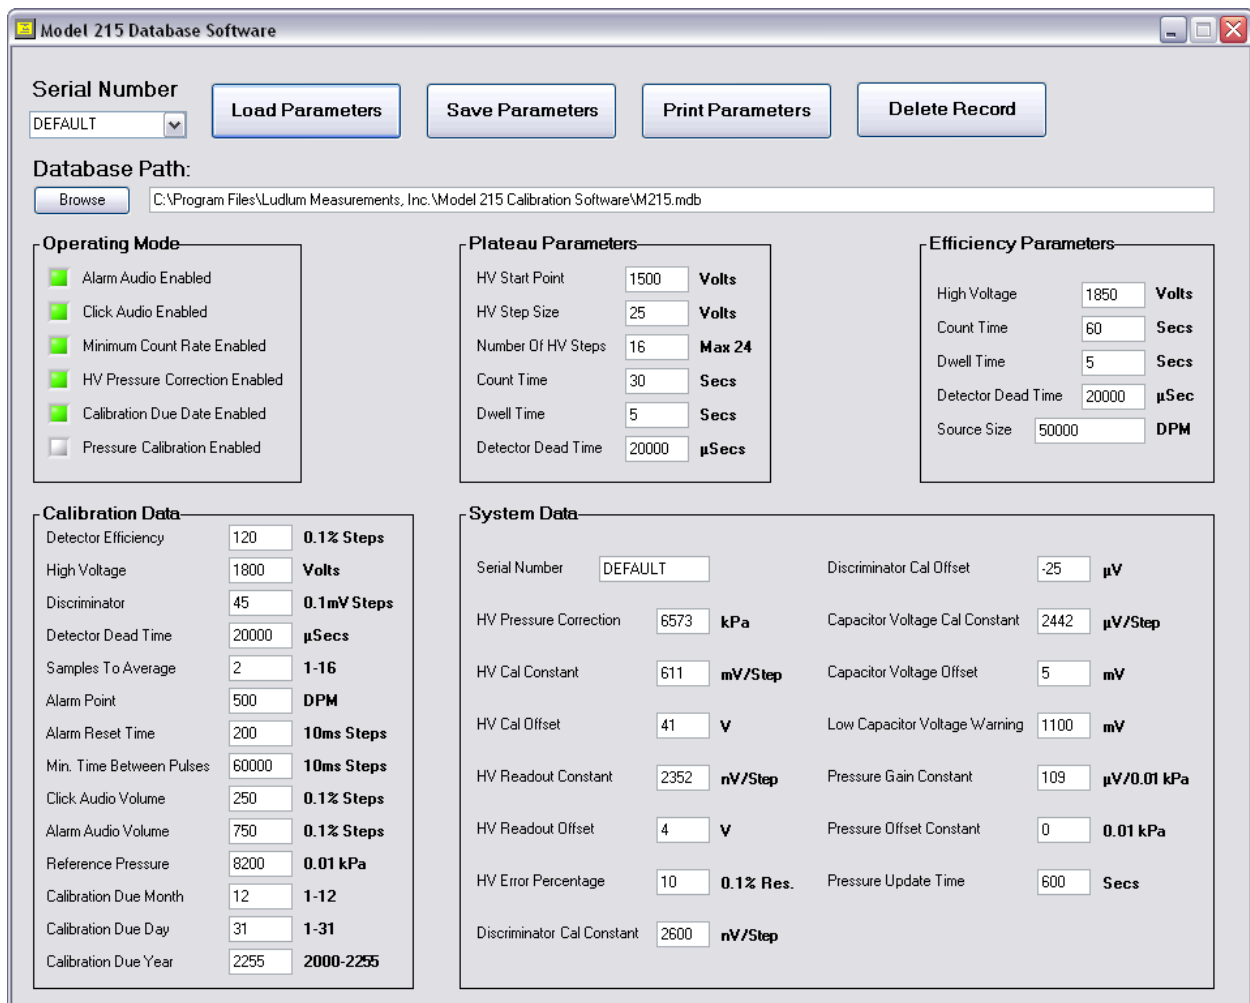 Model 215 Database Software
Serial Number
DEFAULT
Load Parameters
Save Parameters
Print Parameters
Delete Record
Database Path:
Browse
C:\Program Files\Ludlum Measurements, Inc.\Model 215 Calibration Software\M215.mdb
Operating Mode
Alarm Audio Enabled
Click Audio Enabled
Minimum Count Rate Enabled
HV Pressure Correction Enabled
Calibration Due Date Enabled
Pressure Calibration Enabled
Plateau Parameters
HV Start Point 1500 Volts
HV Step Size 25 Volts
Number Of HV Steps 16 Max 24
Count Time 30 Secs
Dwell Time 5 Secs
Detector Dead Time 20000 µSecs
Efficiency Parameters
High Voltage 1850 Volts
Count Time 60 Secs
Dwell Time 5 Secs
Detector Dead Time 20000 µSec
Source Size 50000 DPM
Calibration Data
Detector Efficiency 120 0.1% Steps
High Voltage 1800 Volts
Discriminator 45 0.1mV Steps
Detector Dead Time 20000 µSecs
Samples To Average 2 1-16
Alarm Point 500 DPM
Alarm Reset Time 200 10ms Steps
Min. Time Between Pulses 60000 10ms Steps
Click Audio Volume 250 0.1% Steps
Alarm Audio Volume 750 0.1% Steps
Reference Pressure 8200 0.01 kPa
Calibration Due Month 12 1-12
Calibration Due Day 31 1-31
Calibration Due Year 2255 2000-2255
System Data
Serial Number DEFAULT
HV Pressure Correction 6573 kPa
HV Cal Constant 611 mV/Step
HV Cal Offset 41 V
HV Readout Constant 2352 nV/Step
HV Readout Offset 4 V
HV Error Percentage 10 0.1% Res.
Discriminator Cal Constant 2600 nV/Step
Discriminator Cal Offset -25 µV
Capacitor Voltage Cal Constant 2442 µV/Step
Capacitor Voltage Offset 5 mV
Low Capacitor Voltage Warning 1100 mV
Pressure Gain Constant 109 µV/0.01 kPa
Pressure Offset Constant 0 0.01 kPa
Pressure Update Time 600 Secs